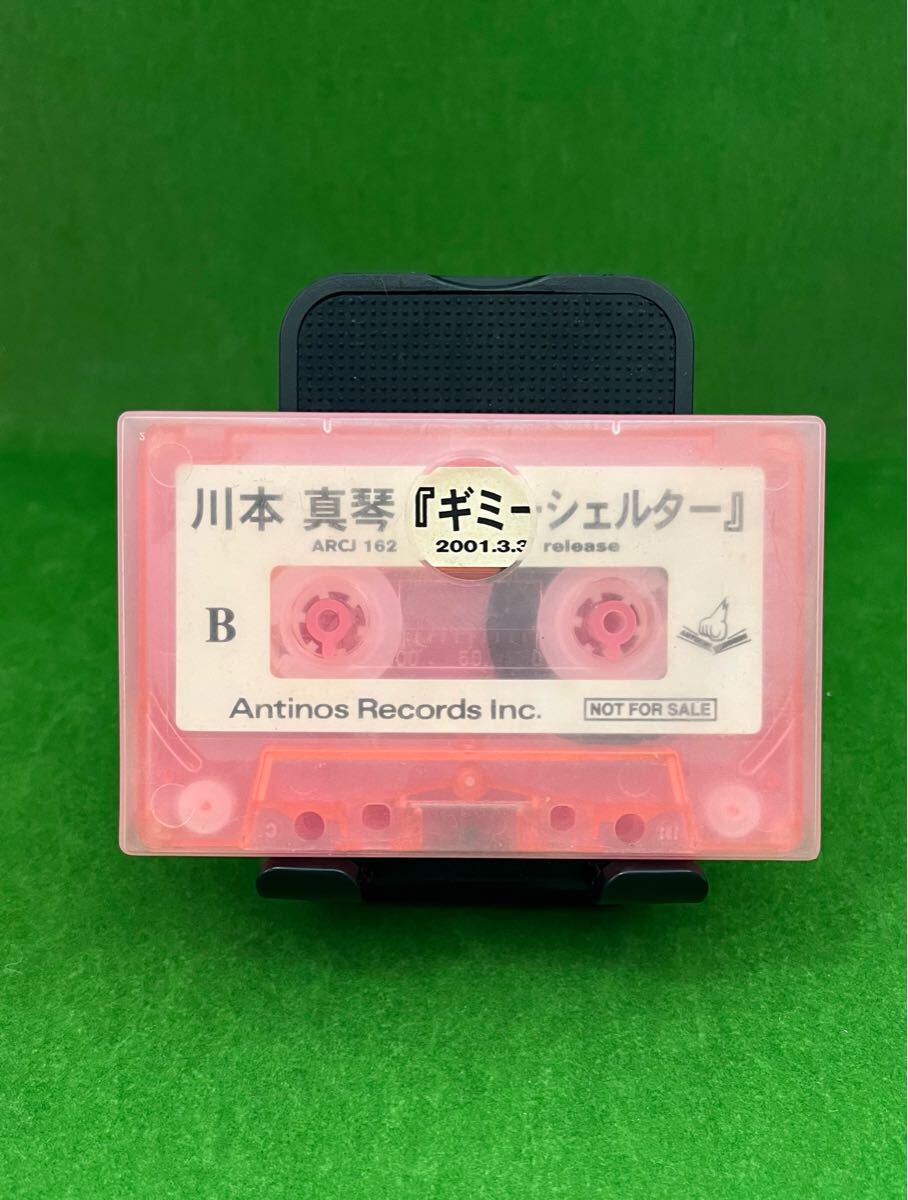 川本 真琴『ギミー・シェルター』
ARCJ 162 2001.3.3 release
B
Antinos Records Inc. NOT FOR SALE